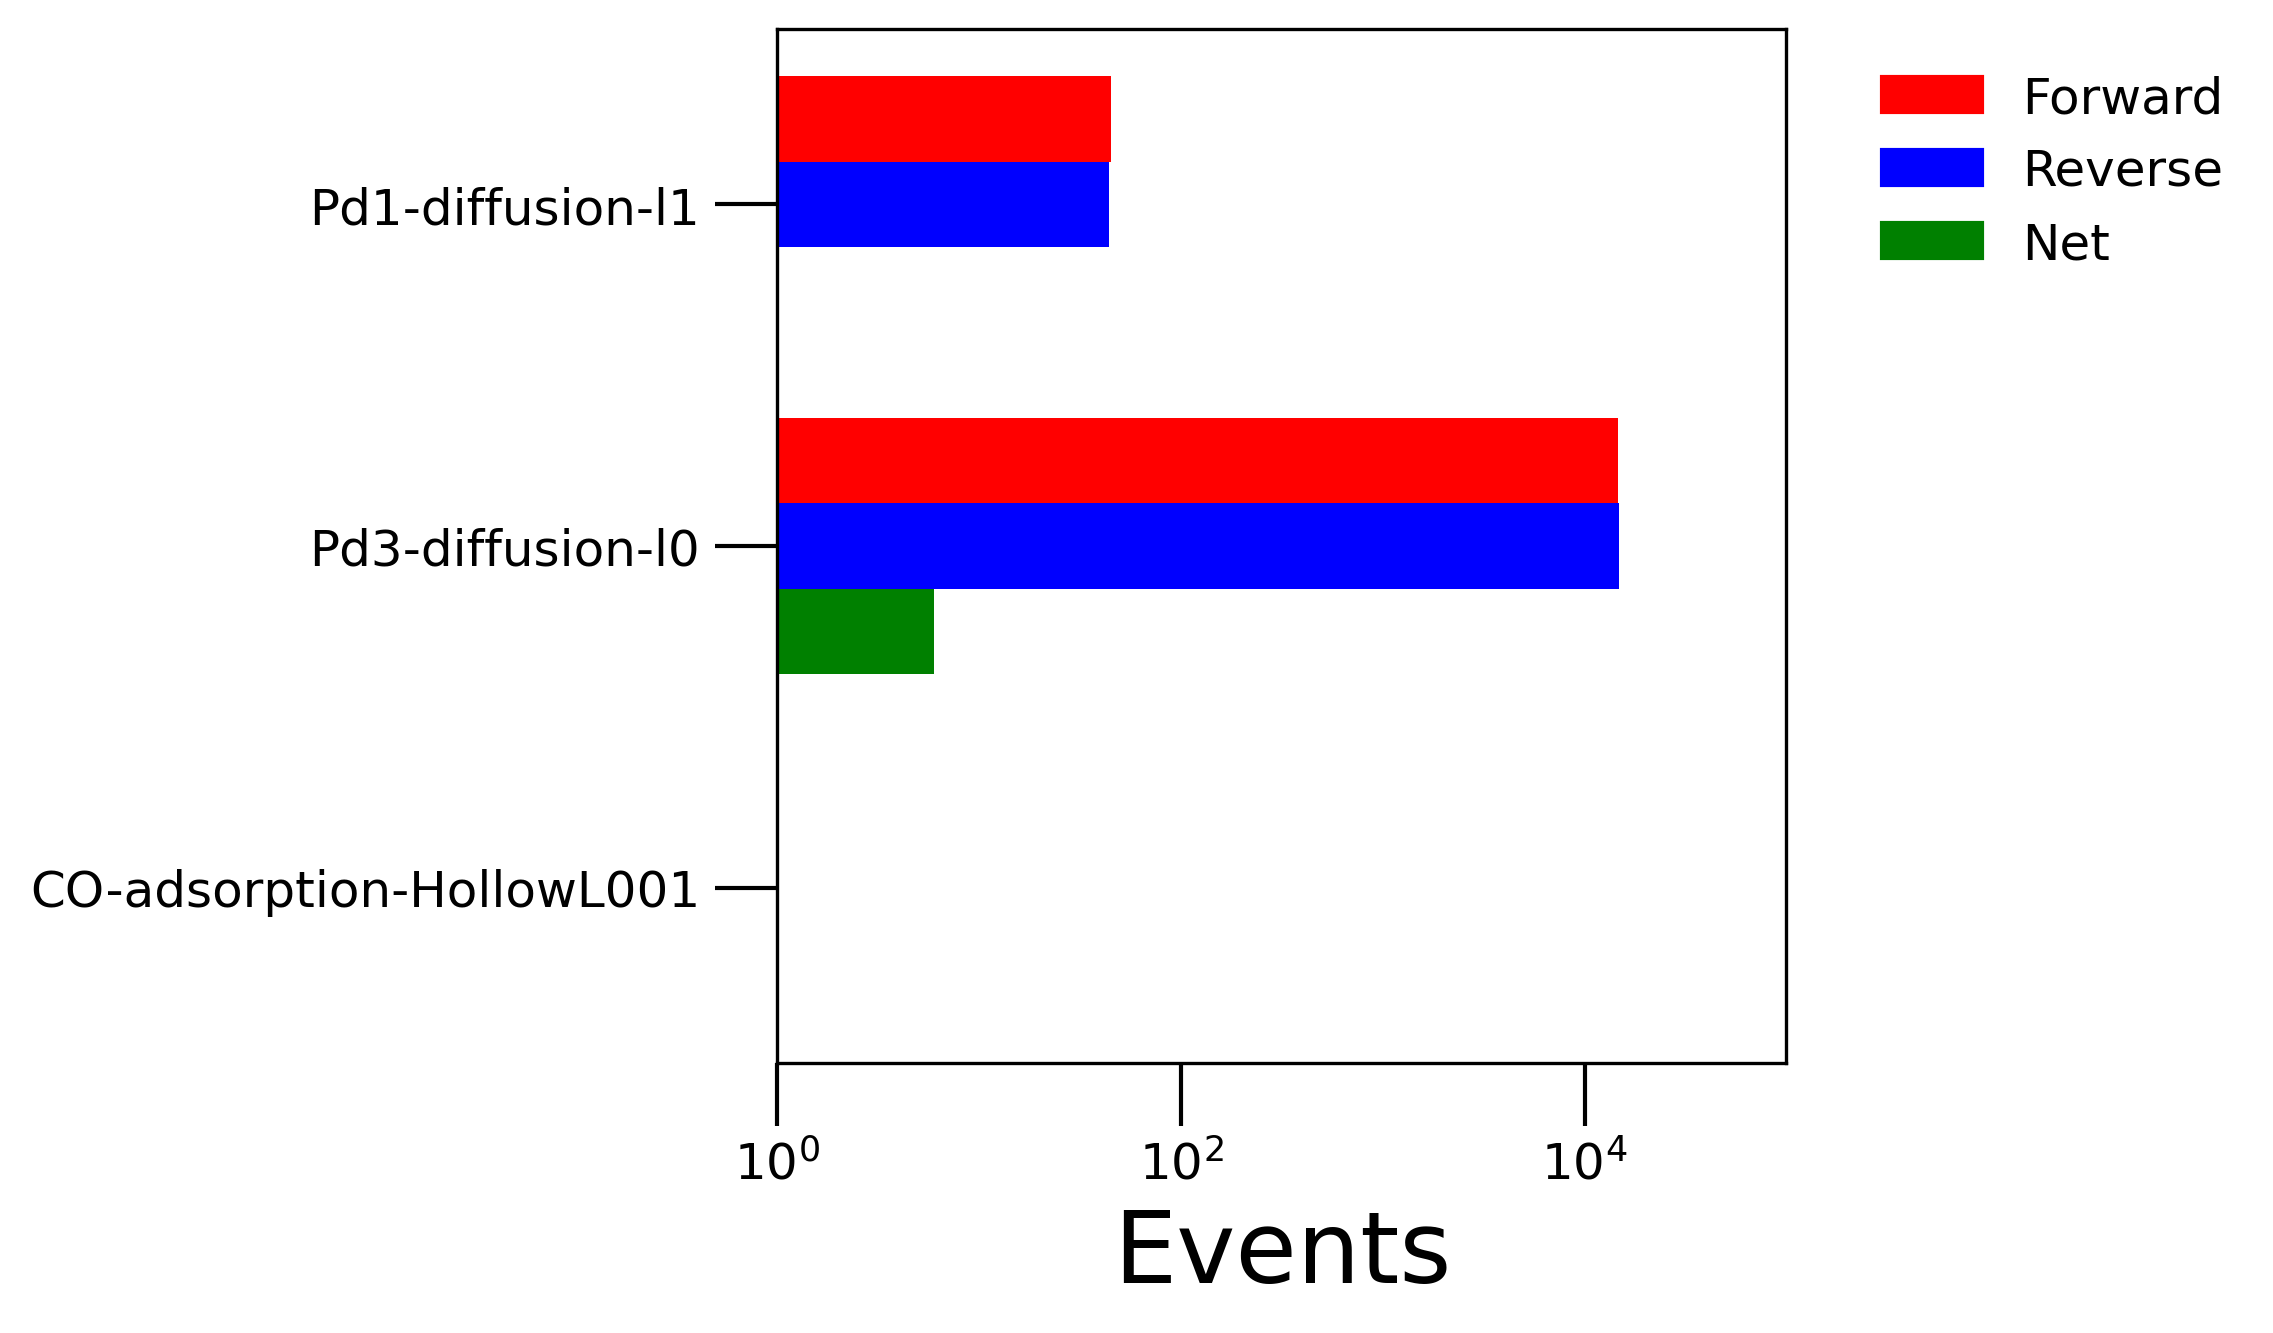 Forward
Reverse
Net
Pd1-diffusion-l1
Pd3-diffusion-l0
CO-adsorption-HollowL001
10⁰ 10² 10⁴
Events